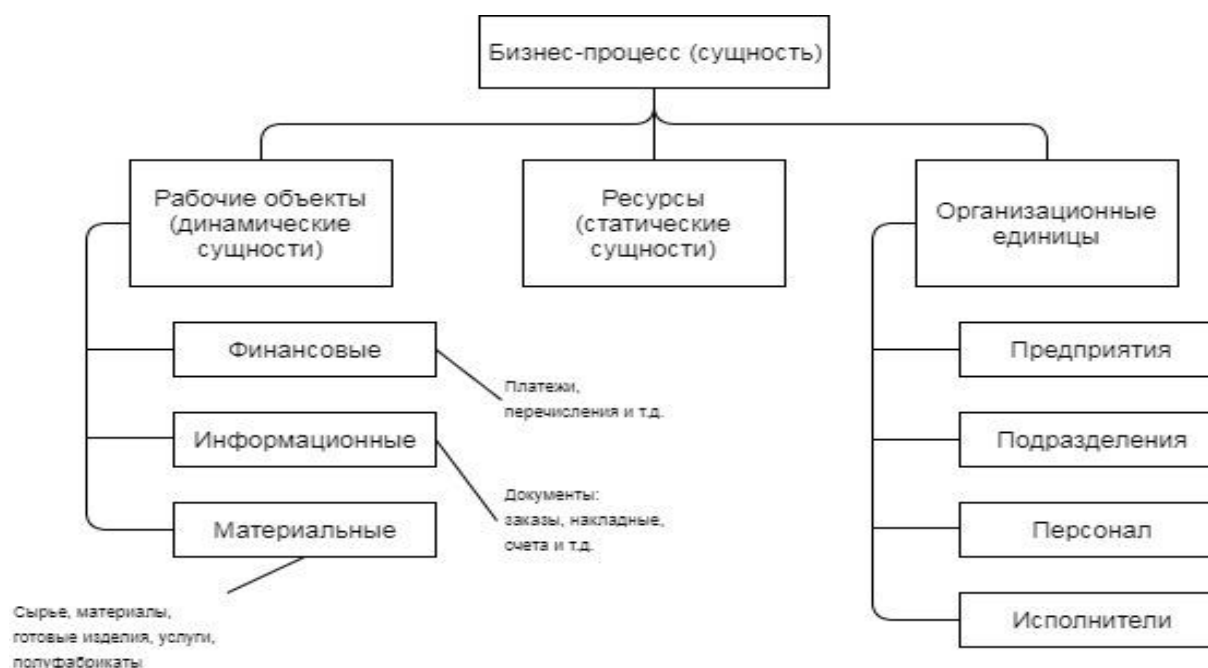 Бизнес-процесс (сущность)
Рабочие объекты
(динамические
сущности)
Ресурсы
(статические
сущности)
Организационные
единицы
Финансовые
Платежи,
перечисления и т.д.
Информационные
Документы:
заказы, накладные,
счета и т.д.
Материальные
Сырье, материалы,
готовые изделия, услуги,
полуфабрикаты
Предприятия
Подразделения
Персонал
Исполнители